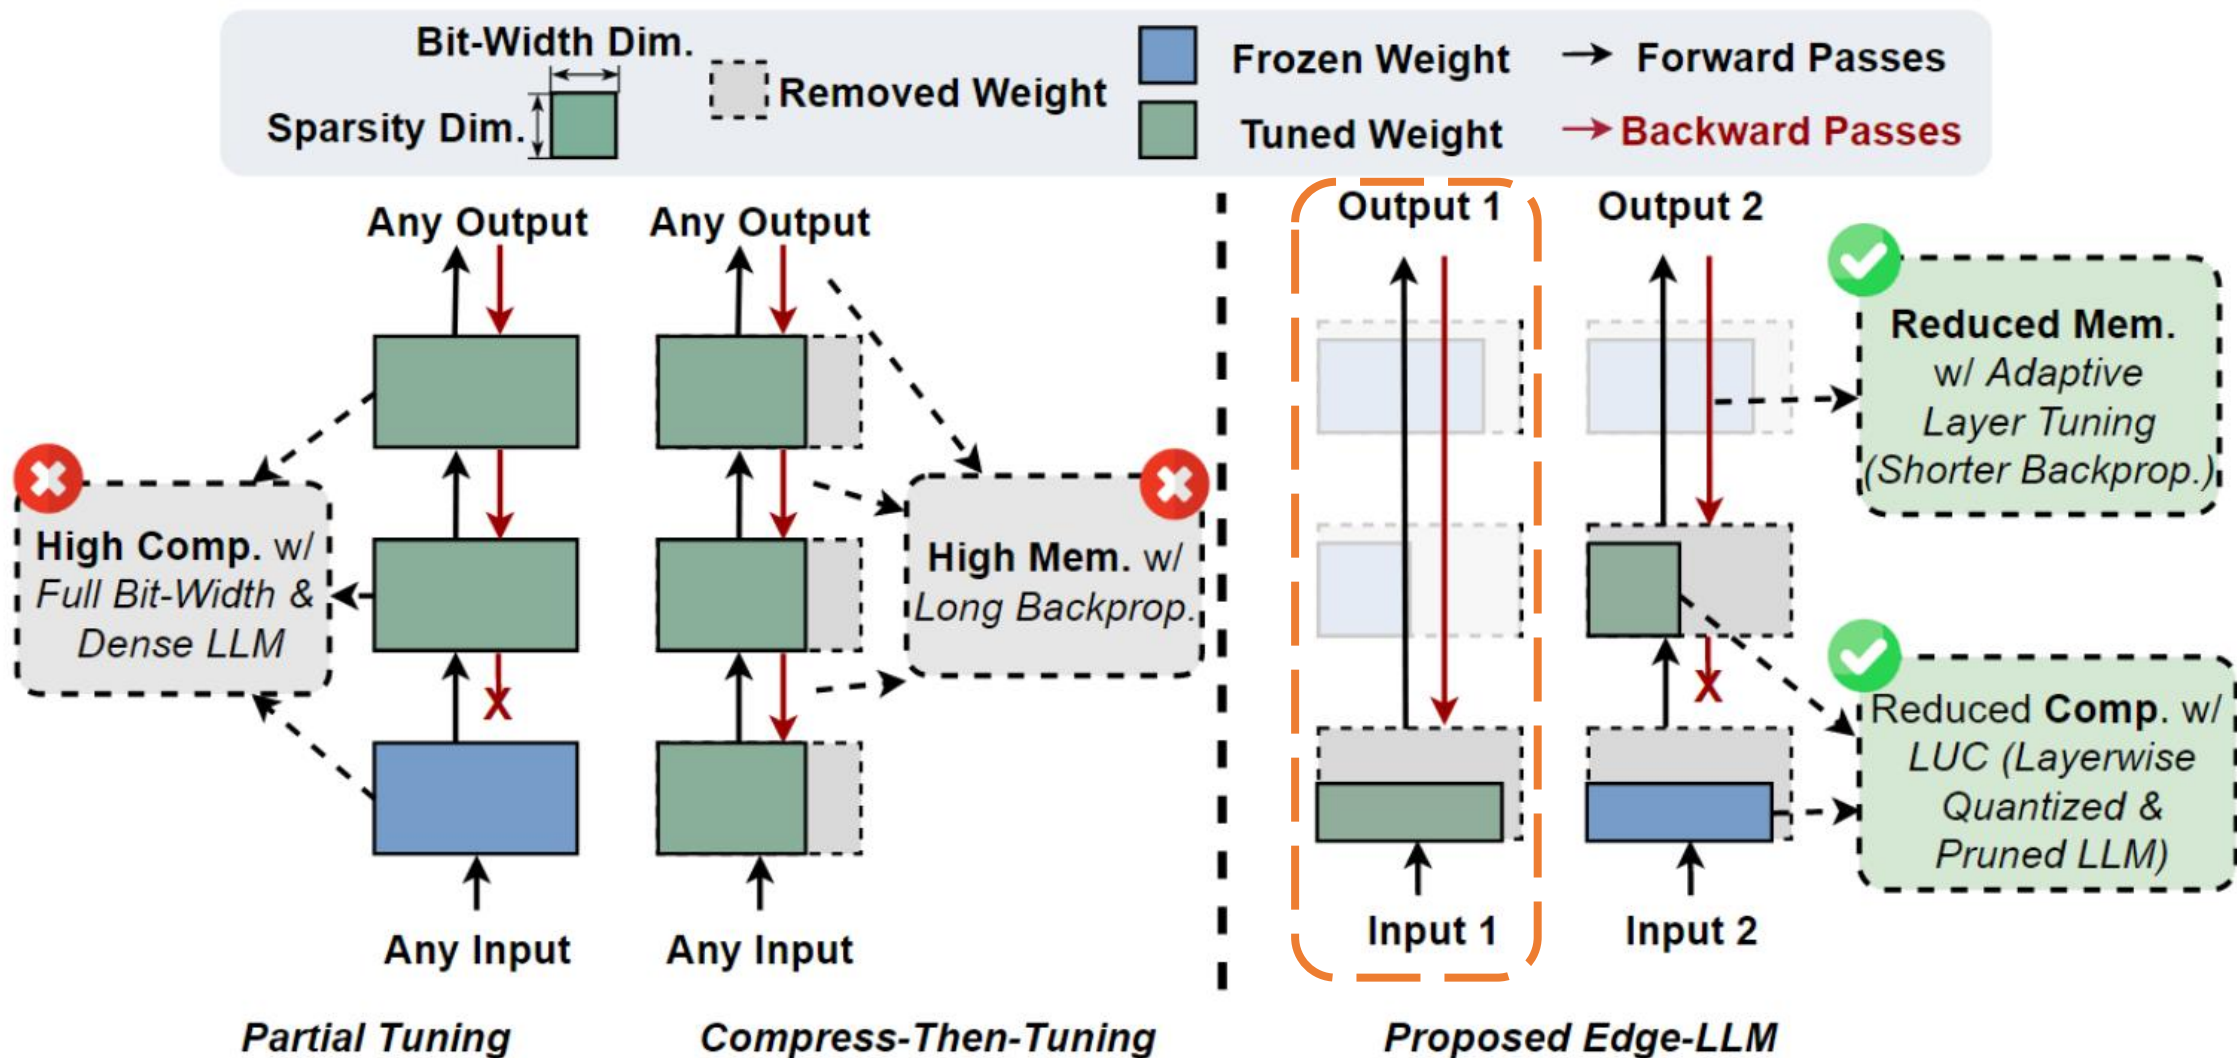 Bit-Width Dim.
Sparsity Dim.
Removed Weight
Frozen Weight
Tuned Weight
Forward Passes
Backward Passes
Any Output
Any Output
Output 1
Output 2
High Comp. w/
Full Bit-Width &
Dense LLM
X
High Mem. w/
Long Backprop.
Reduced Mem.
w/ Adaptive
Layer Tuning
(Shorter Backprop.)
X
Reduced Comp. w/
LUC (Layerwise
Quantized &
Pruned LLM)
Any Input
Any Input
Input 1
Input 2
Partial Tuning
Compress-Then-Tuning
Proposed Edge-LLM